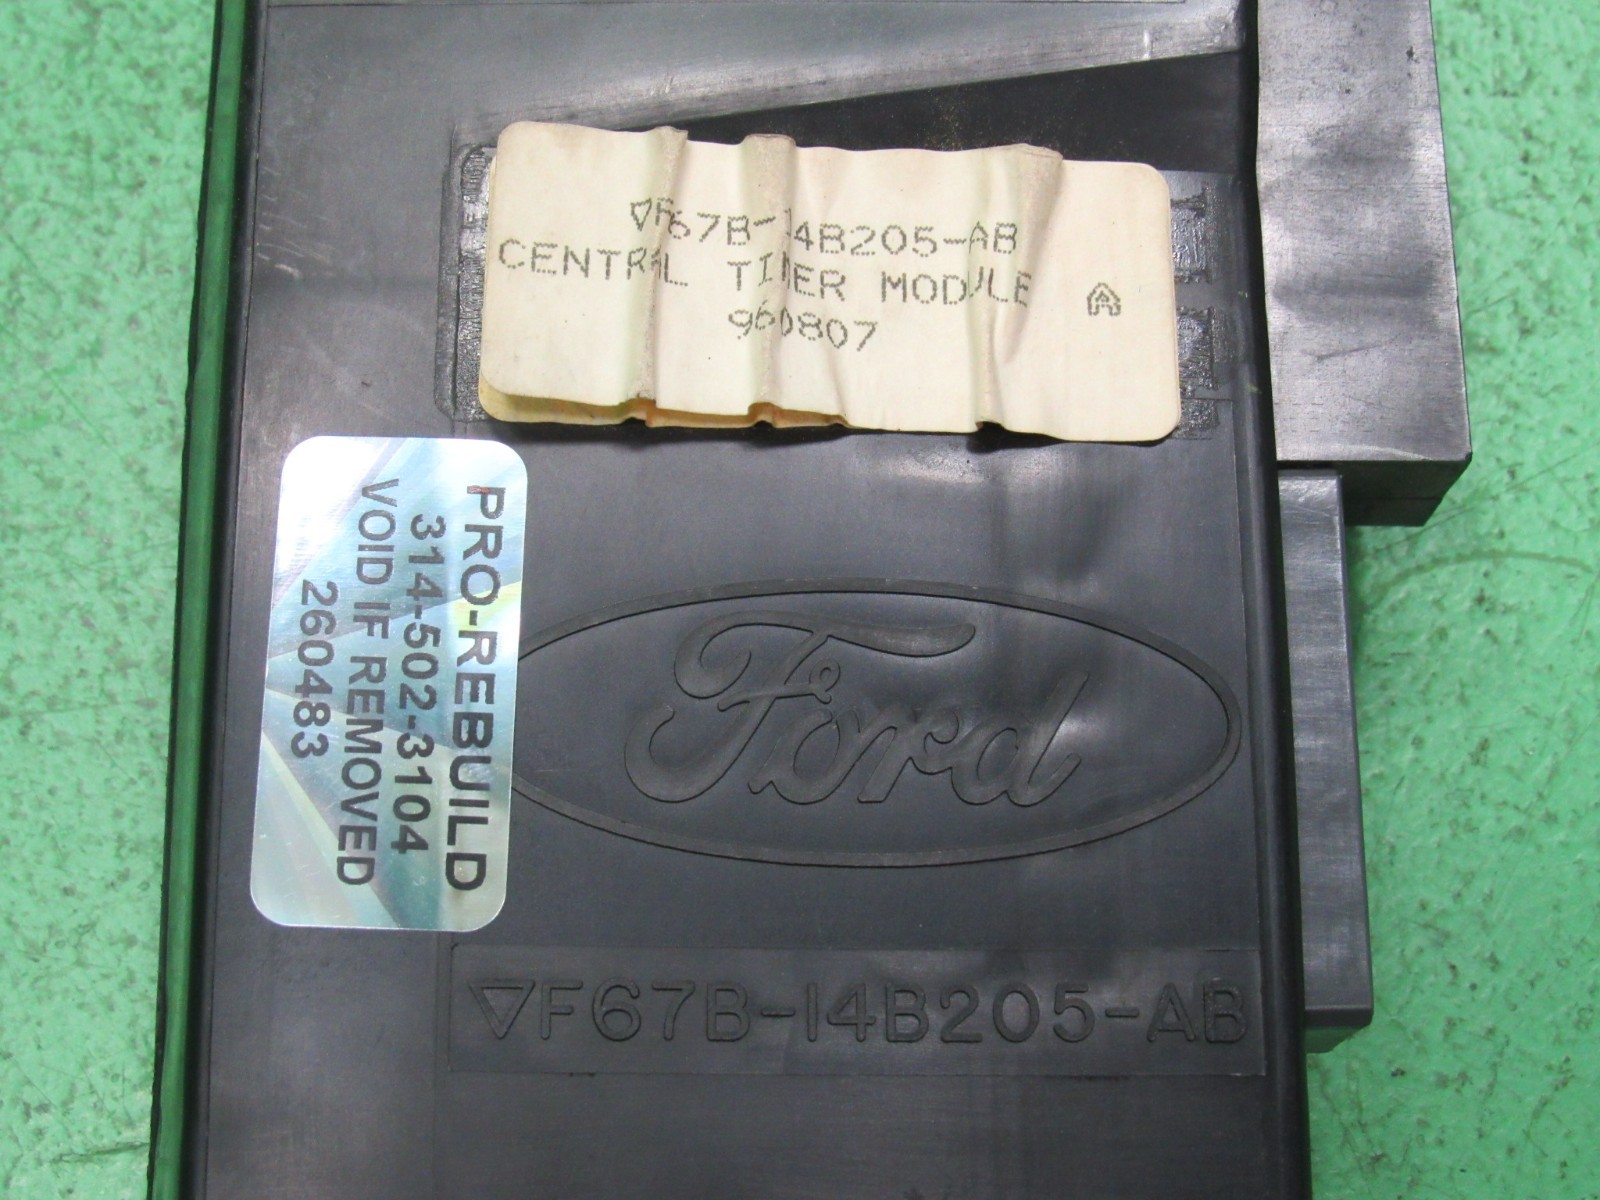 ▽F67B-14B205-AB
CENTRAL TIMER MODULE
960807
PRO-REBUILD
314-502-3104
VOID IF REMOVED
260483
Ford
▽F67B-14B205-AB